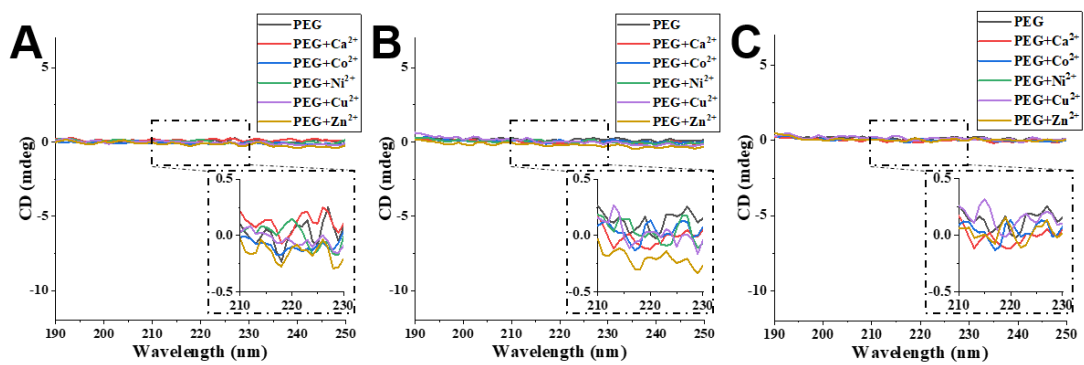 A
PEG
PEG+Ca²⁺
PEG+Co²⁺
PEG+Ni²⁺
PEG+Cu²⁺
PEG+Zn²⁺
CD (mdeg)
5
0
-5
-10
0.5
0.0
-0.5
210 220 230
190 200 210 220 230 240 250
Wavelength (nm)
B
PEG
PEG+Ca²⁺
PEG+Co²⁺
PEG+Ni²⁺
PEG+Cu²⁺
PEG+Zn²⁺
CD (mdeg)
5
0
-5
-10
0.5
0.0
-0.5
210 220 230
190 200 210 220 230 240 250
Wavelength (nm)
C
PEG
PEG+Ca²⁺
PEG+Co²⁺
PEG+Ni²⁺
PEG+Cu²⁺
PEG+Zn²⁺
CD (mdeg)
5
0
-5
-10
0.5
0.0
-0.5
210 220 230
190 200 210 220 230 240 250
Wavelength (nm)